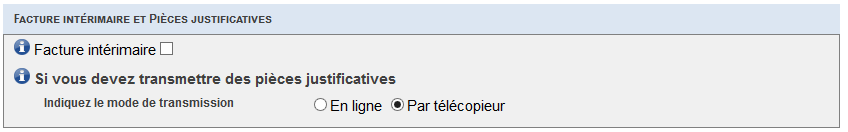 Facture intérimaire et Pièces justificatives
Facture intérimaire
Si vous devez transmettre des pièces justificatives
Indiquez le mode de transmission En ligne Par télécopieur